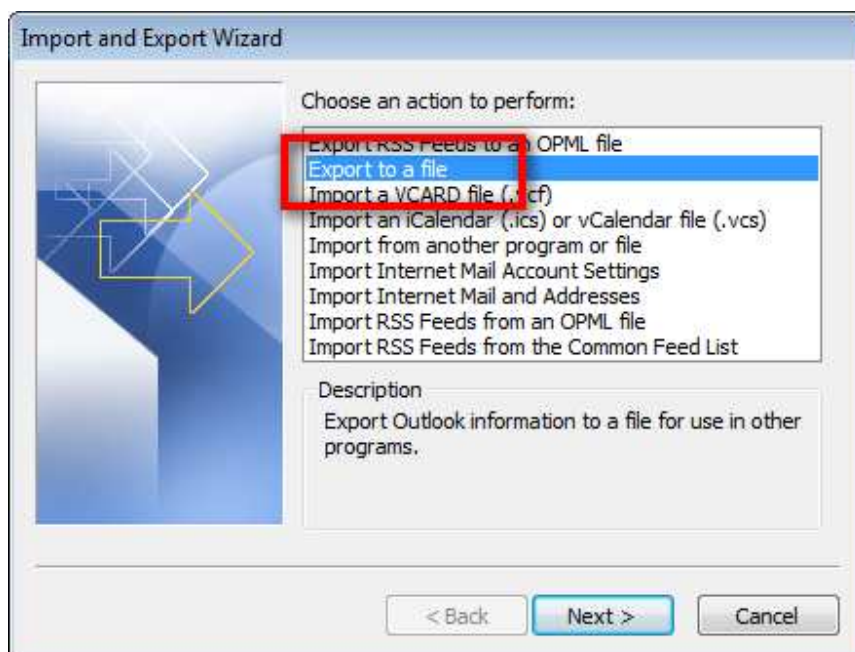 Import and Export Wizard
Choose an action to perform:
Export RSS Feeds to an OPML file
Export to a file
Import a VCARD file (.vcf)
Import an iCalendar (.ics) or vCalendar file (.vcs)
Import from another program or file
Import Internet Mail Account Settings
Import Internet Mail and Addresses
Import RSS Feeds from an OPML file
Import RSS Feeds from the Common Feed List
Description
Export Outlook information to a file for use in other
programs.
< Back Next > Cancel